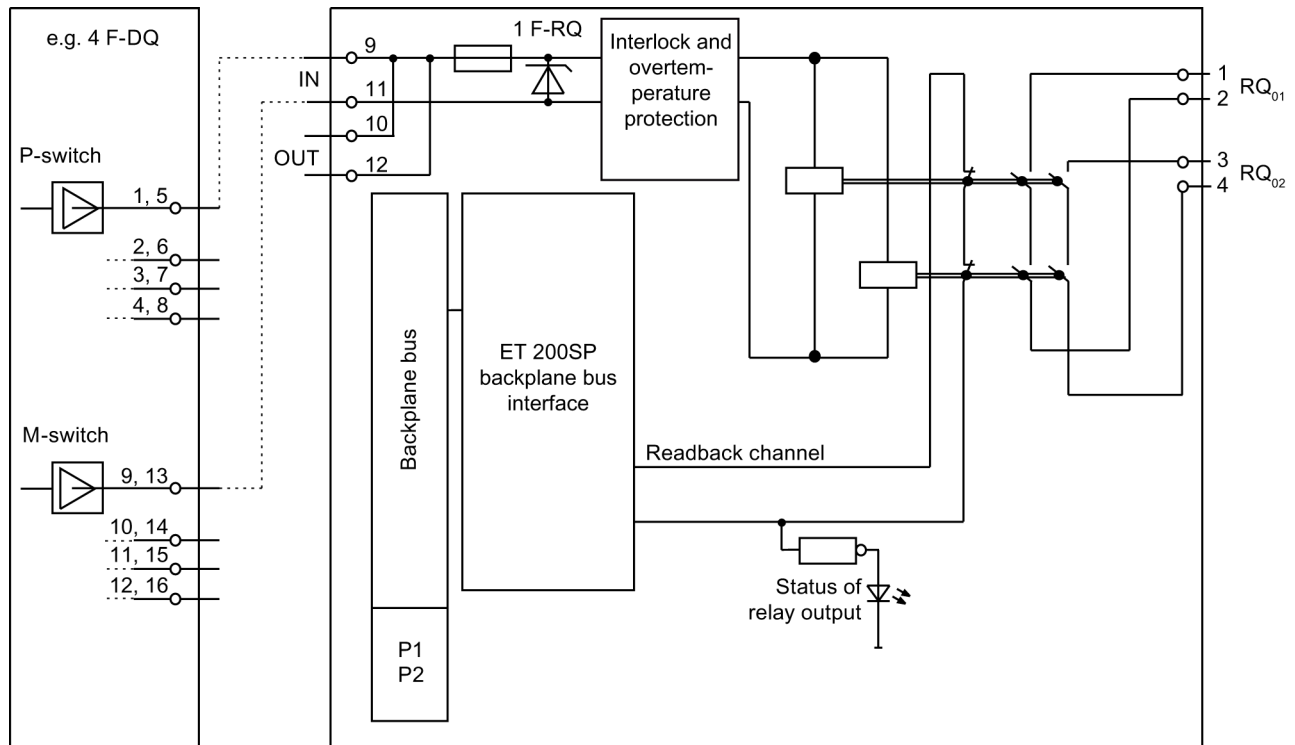 e.g. 4 F-DQ
P-switch
1, 5
2, 6
3, 7
4, 8
M-switch
9, 13
10, 14
11, 15
12, 16
1 F-RQ
9
IN
11
10
OUT
12
Interlock and
overtem-
perature
protection
1
RQ01
2
3
RQ02
4
Backplane bus
P1
P2
ET 200SP
backplane bus
interface
Readback channel
Status of
relay output